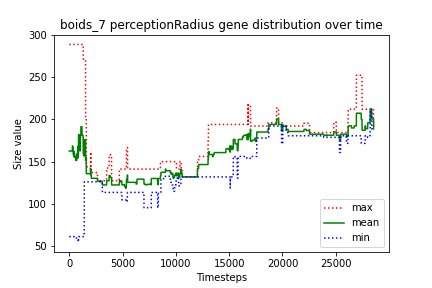 boids_7 perceptionRadius gene distribution over time
Size value
300
250
200
150
100
50
0
5000
10000
15000
20000
25000
Timesteps
max
mean
min